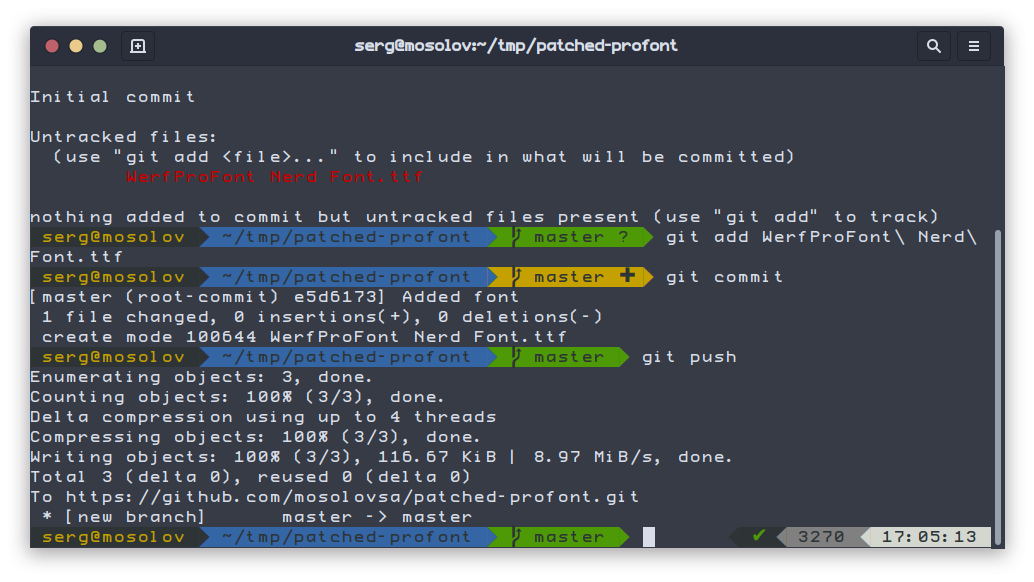 serg@mosolov:~/tmp/patched-profont
Initial commit
Untracked files:
(use "git add <file>..." to include in what will be committed)
WerfProFont Nerd Font.ttf
nothing added to commit but untracked files present (use "git add" to track)
serg@mosolov ~/tmp/patched-profont master ? git add WerfProFont\ Nerd\
Font.ttf
serg@mosolov ~/tmp/patched-profont master ✚ git commit
[master (root-commit) e5d6173] Added font
1 file changed, 0 insertions(+), 0 deletions(-)
create mode 100644 WerfProFont Nerd Font.ttf
serg@mosolov ~/tmp/patched-profont master git push
Enumerating objects: 3, done.
Counting objects: 100% (3/3), done.
Delta compression using up to 4 threads
Compressing objects: 100% (3/3), done.
Writing objects: 100% (3/3), 116.67 KiB | 8.97 MiB/s, done.
Total 3 (delta 0), reused 0 (delta 0)
To https://github.com/mosolovsa/patched-profont.git
* [new branch] master -> master
serg@mosolov ~/tmp/patched-profont master ✔ 3270 17:05:13